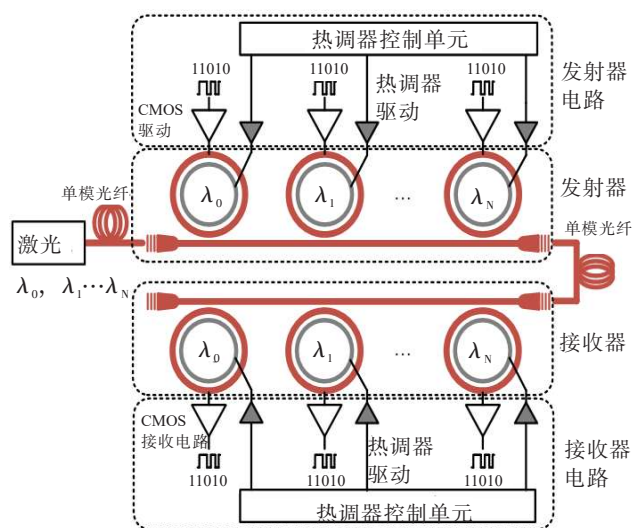 热调器控制单元
11010
11010
11010
发射器
电路
CMOS
驱动
热调器
驱动
单模光纤
λ0
λ1
...
λN
发射器
激光
单模光纤
λ0, λ1…λN
λ0
λ1
...
λN
接收器
CMOS
接收电路
热调器
驱动
11010
11010
11010
接收器
电路
热调器控制单元